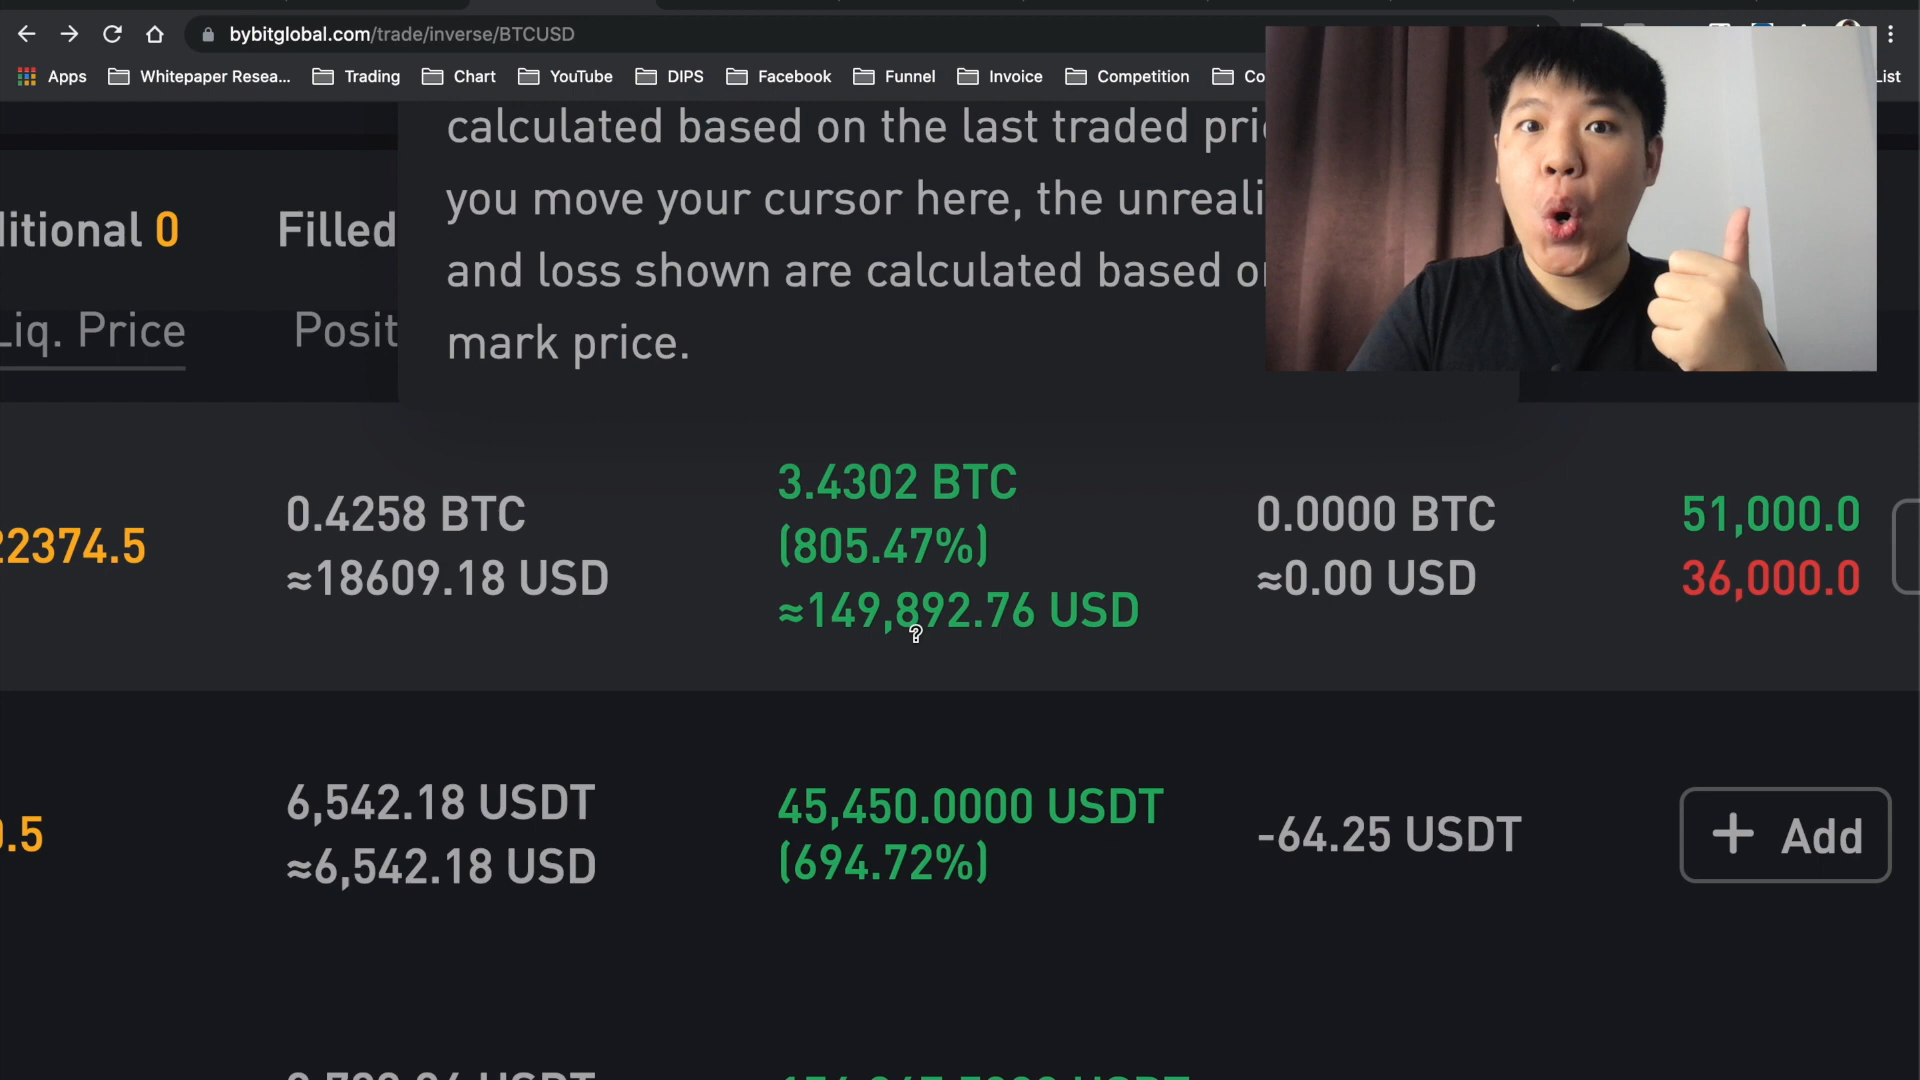 bybitglobal.com/trade/inverse/BTCUSD
Apps Whitepaper Resea... Trading Chart YouTube DIPS Facebook Funnel Invoice Competition Co List
calculated based on the last traded
you move your cursor here, the
and loss shown are calculated based
mark price.
ditional 0 Filled
Liq. Price Posit
22374.5
0.4258 BTC
≈18609.18 USD
3.4302 BTC
(805.47%)
≈149,892.76 USD
0.0000 BTC
≈0.00 USD
51,000.0
36,000.0
0.5
6,542.18 USDT
≈6,542.18 USD
45,450.0000 USDT
(694.72%)
-64.25 USDT
+ Add